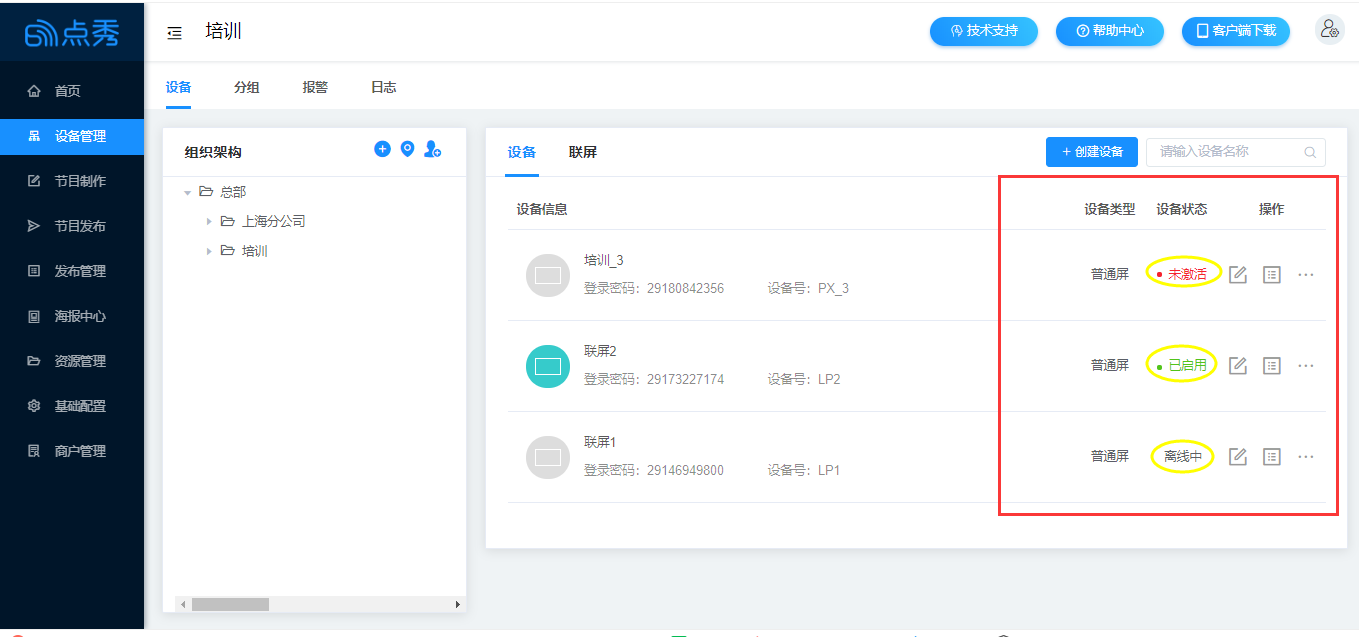 点秀
培训
技术支持
帮助中心
客户端下载
首页
设备管理
节目制作
节目发布
发布管理
海报中心
资源管理
基础配置
商户管理
设备 分组 报警 日志
组织架构
总部
上海分公司
培训
设备 联屏
+ 创建设备
请输入设备名称
设备信息 设备类型 设备状态 操作
培训_3
登录密码：29180842356 设备号：PX_3
普通屏 未激活 ...
联屏2
登录密码：29173227174 设备号：LP2
普通屏 已启用 ...
联屏1
登录密码：29146949800 设备号：LP1
普通屏 离线中 ...